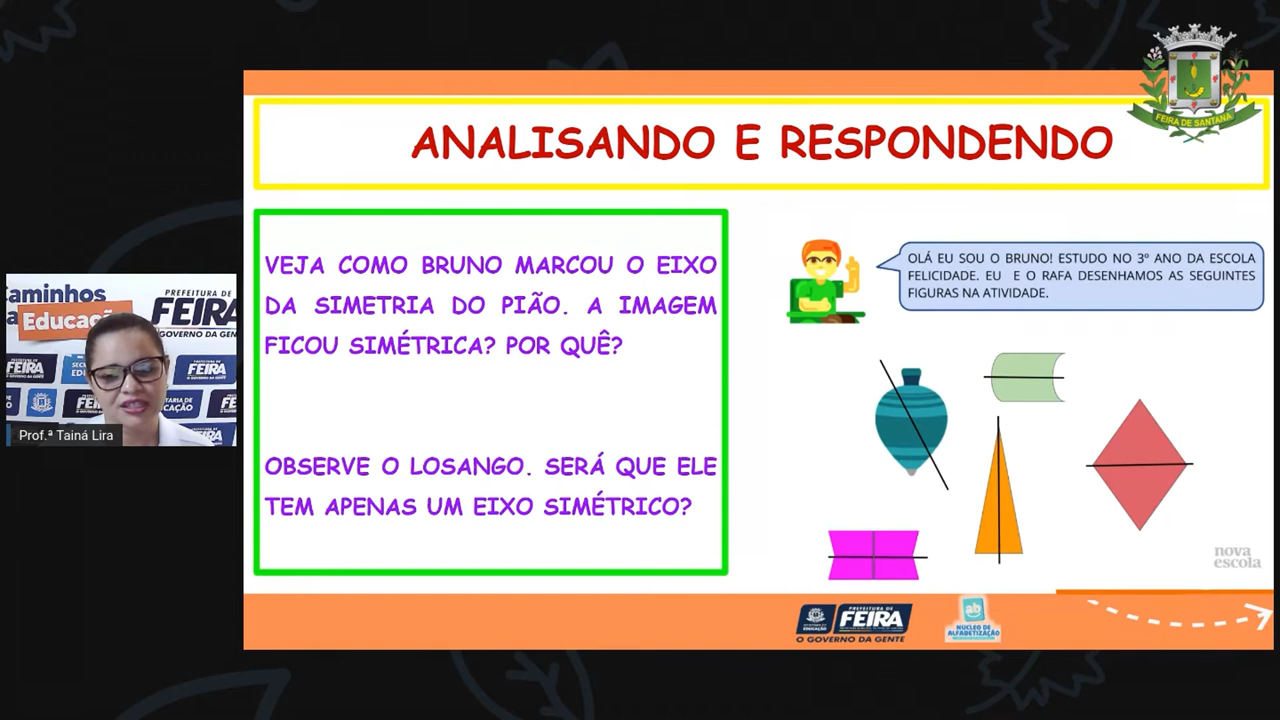 FEIRA DE SANTANA
ANALISANDO E RESPONDENDO
VEJA COMO BRUNO MARCOU O EIXO
DA SIMETRIA DO PIÃO. A IMAGEM
FICOU SIMÉTRICA? POR QUÊ?
OBSERVE O LOSANGO. SERÁ QUE ELE
TEM APENAS UM EIXO SIMÉTRICO?
OLÁ EU SOU O BRUNO! ESTUDO NO 3º ANO DA ESCOLA
FELICIDADE. EU E O RAFA DESENHAMOS AS SEGUINTES
FIGURAS NA ATIVIDADE.
nova
escola
PREFEITURA DE
FEIRA
GOVERNO DA GENTE
Educação
Prof.ª Tainá Lira
PREFEITURA DE
FEIRA
O GOVERNO DA GENTE
ab
NÚCLEO DE
ALFABETIZAÇÃO